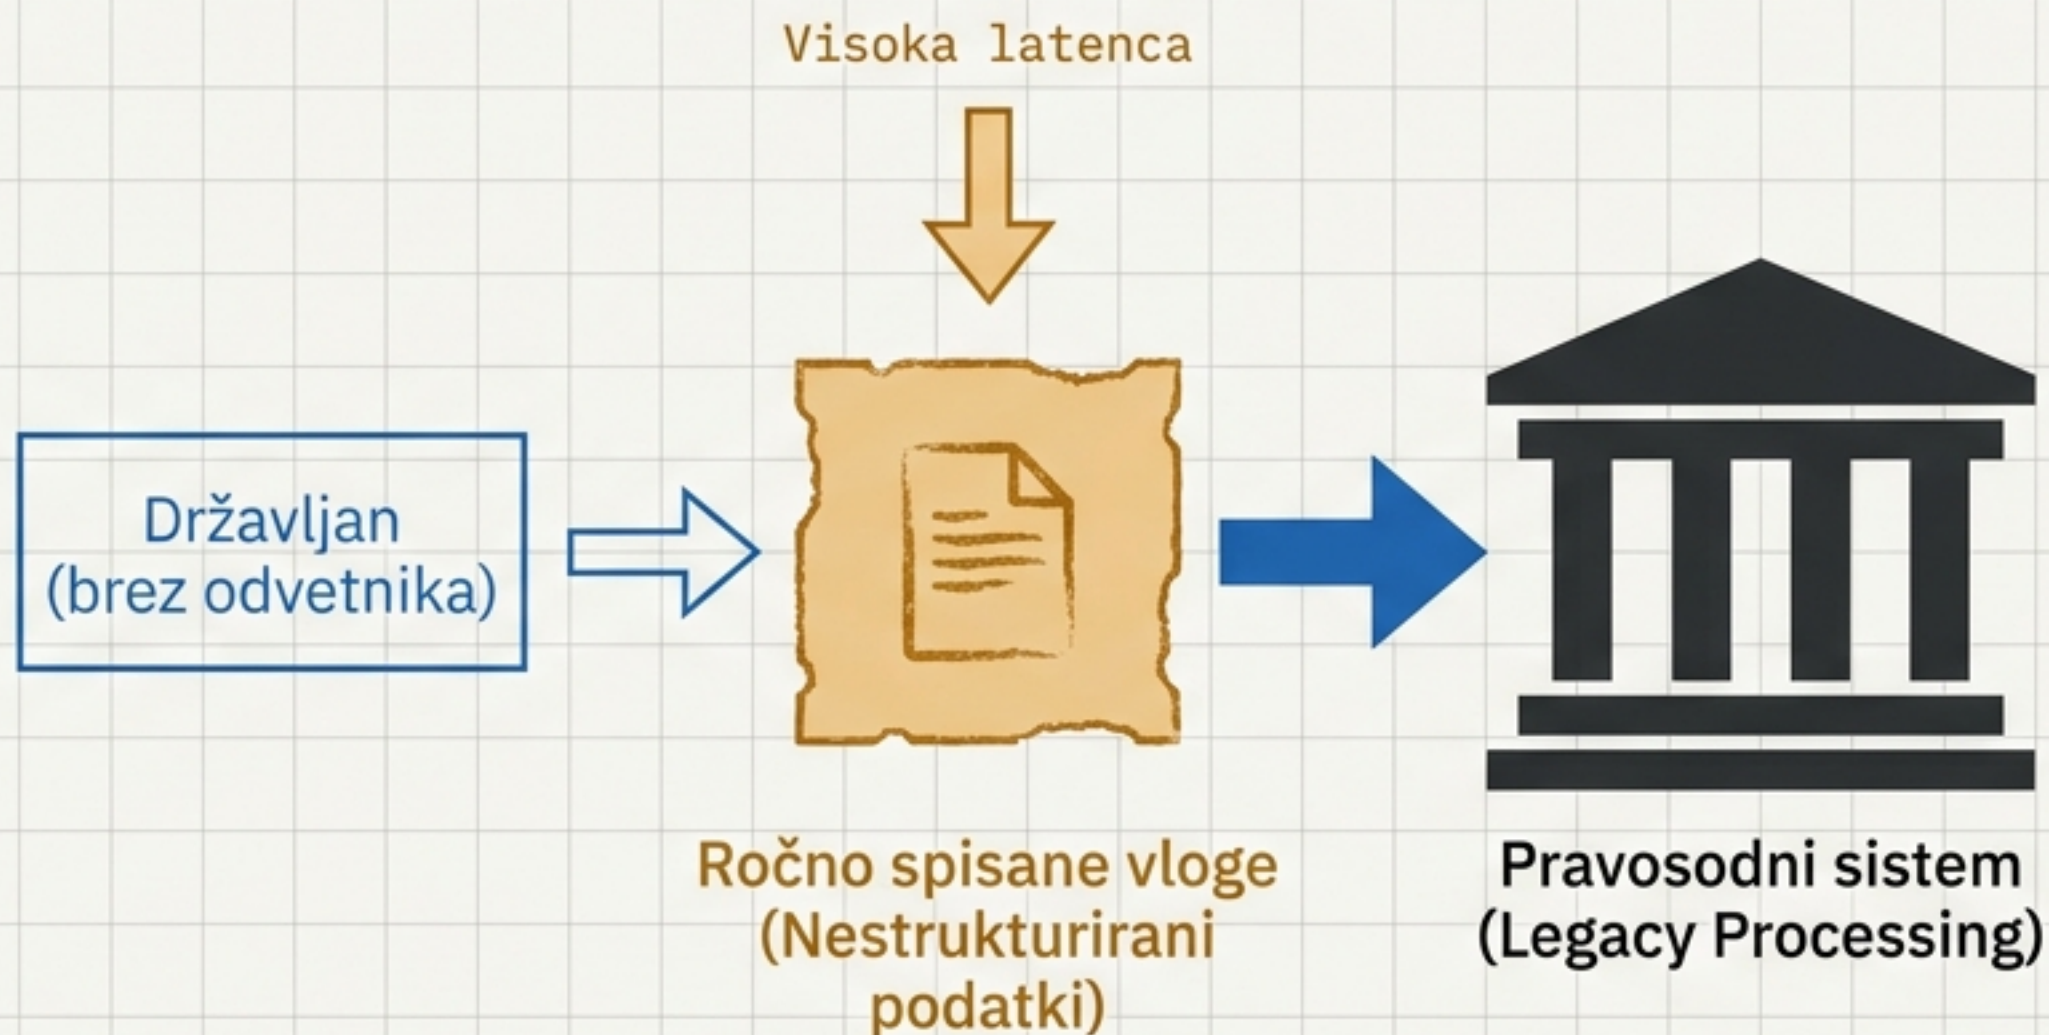 Visoka latenca
Državljan
(brez odvetnika)
Ročno spisane vloge
(Nestrukturirani
podatki)
Pravosodni sistem
(Legacy Processing)